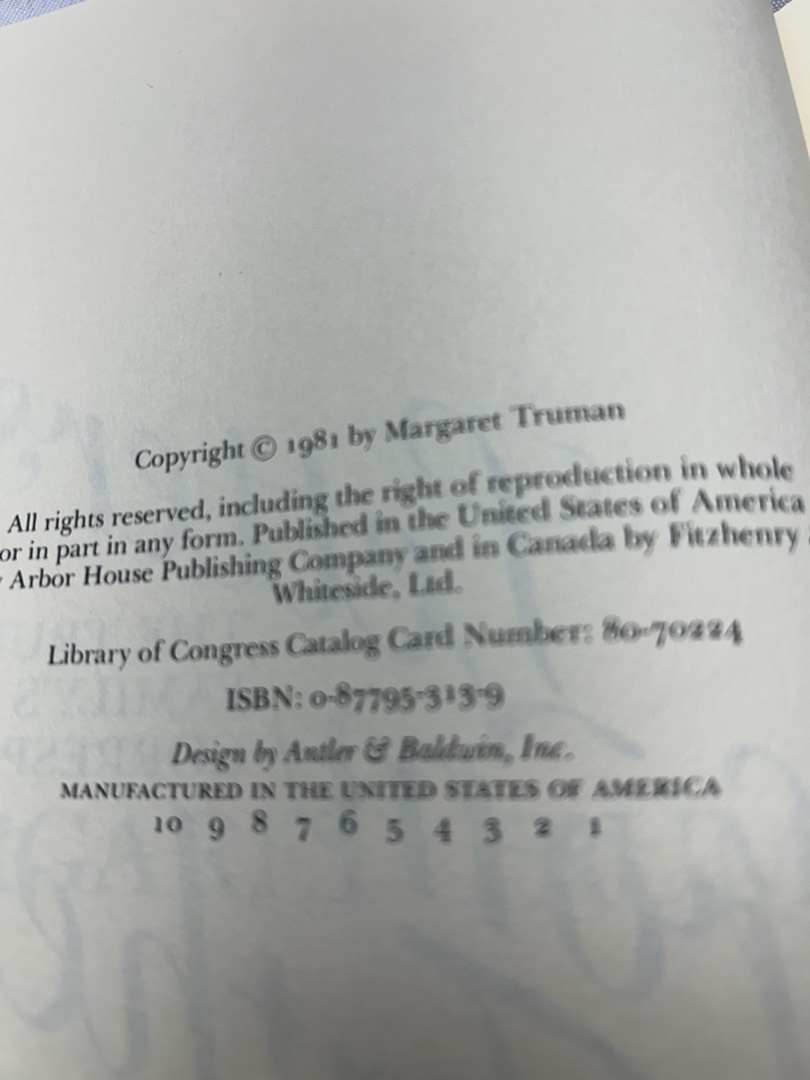 Copyright © 1981 by Margaret Truman
All rights reserved, including the right of reproduction in whole
or in part in any form. Published in the United States of America
Arbor House Publishing Company and in Canada by Fitzhenry
Whiteside, Ltd.
Library of Congress Catalog Card Number: 80-70224
ISBN: 0-87795-313-9
Design by Antler & Baldwin, Inc.
MANUFACTURED IN THE UNITED STATES OF AMERICA
10 9 8 7 6 5 4 3 2 1